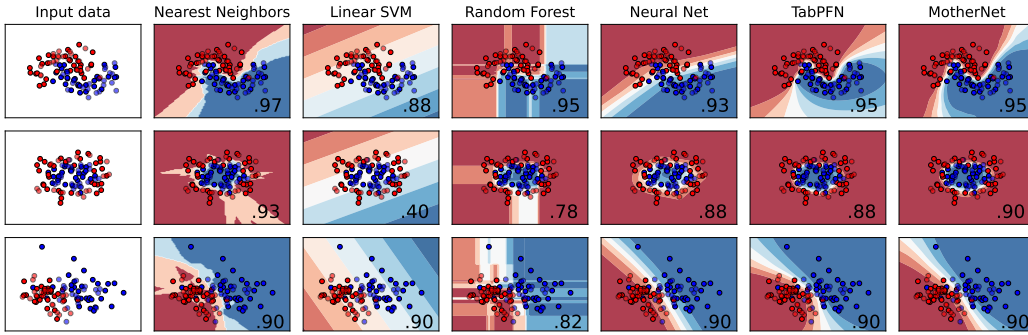 Input data Nearest Neighbors Linear SVM Random Forest Neural Net TabPFN MotherNet
.97 .88 .95 .93 .95 .95
.93 .40 .78 .88 .88 .90
.90 .90 .82 .90 .90 .90